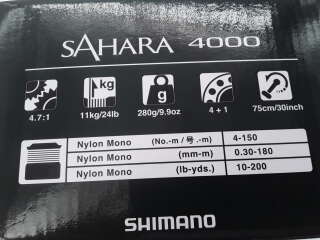 SAHARA 4000
kg
g
4.7:1 11kg/24lb 280g/9.9oz 4 + 1 75cm/30inch
Nylon Mono (No.-m / 号.-m) 4-150
Nylon Mono (mm-m) 0.30-180
Nylon Mono (lb-yds.) 10-200
SHIMANO